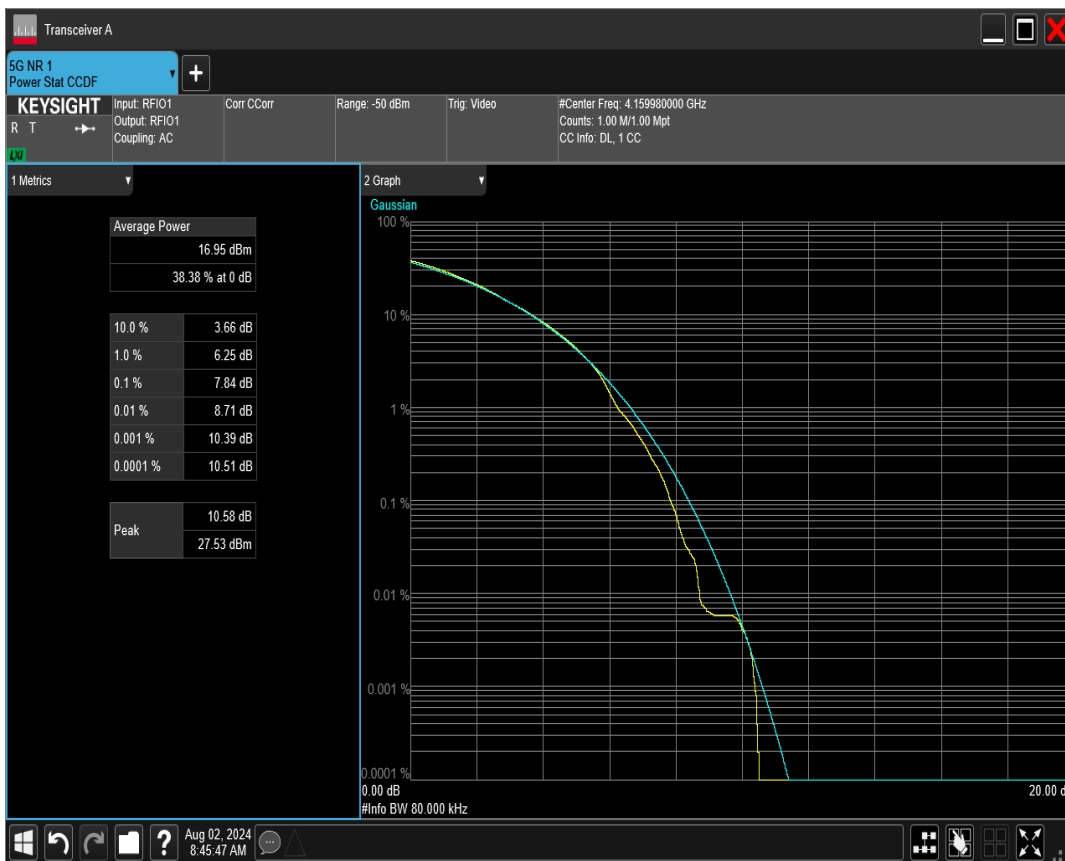 Transceiver A
5G NR 1
Power Stat CCDF
+
KEYSIGHT
R T
LXI
Input: RFIO1
Output: RFIO1
Coupling: AC
Corr CCorr
Range: -50 dBm
Trig: Video
#Center Freq: 4.159980000 GHz
Counts: 1.00 M/1.00 Mpt
CC Info: DL, 1 CC
1 Metrics
Average Power
16.95 dBm
38.38 % at 0 dB
10.0 % 3.66 dB
1.0 % 6.25 dB
0.1 % 7.84 dB
0.01 % 8.71 dB
0.001 % 10.39 dB
0.0001 % 10.51 dB
Peak 10.58 dB
27.53 dBm
2 Graph
Gaussian
100 %
10 %
1 %
0.1 %
0.01 %
0.001 %
0.0001 %
0.00 dB 20.00 d
#Info BW 80.000 kHz
?
Aug 02, 2024
8:45:47 AM